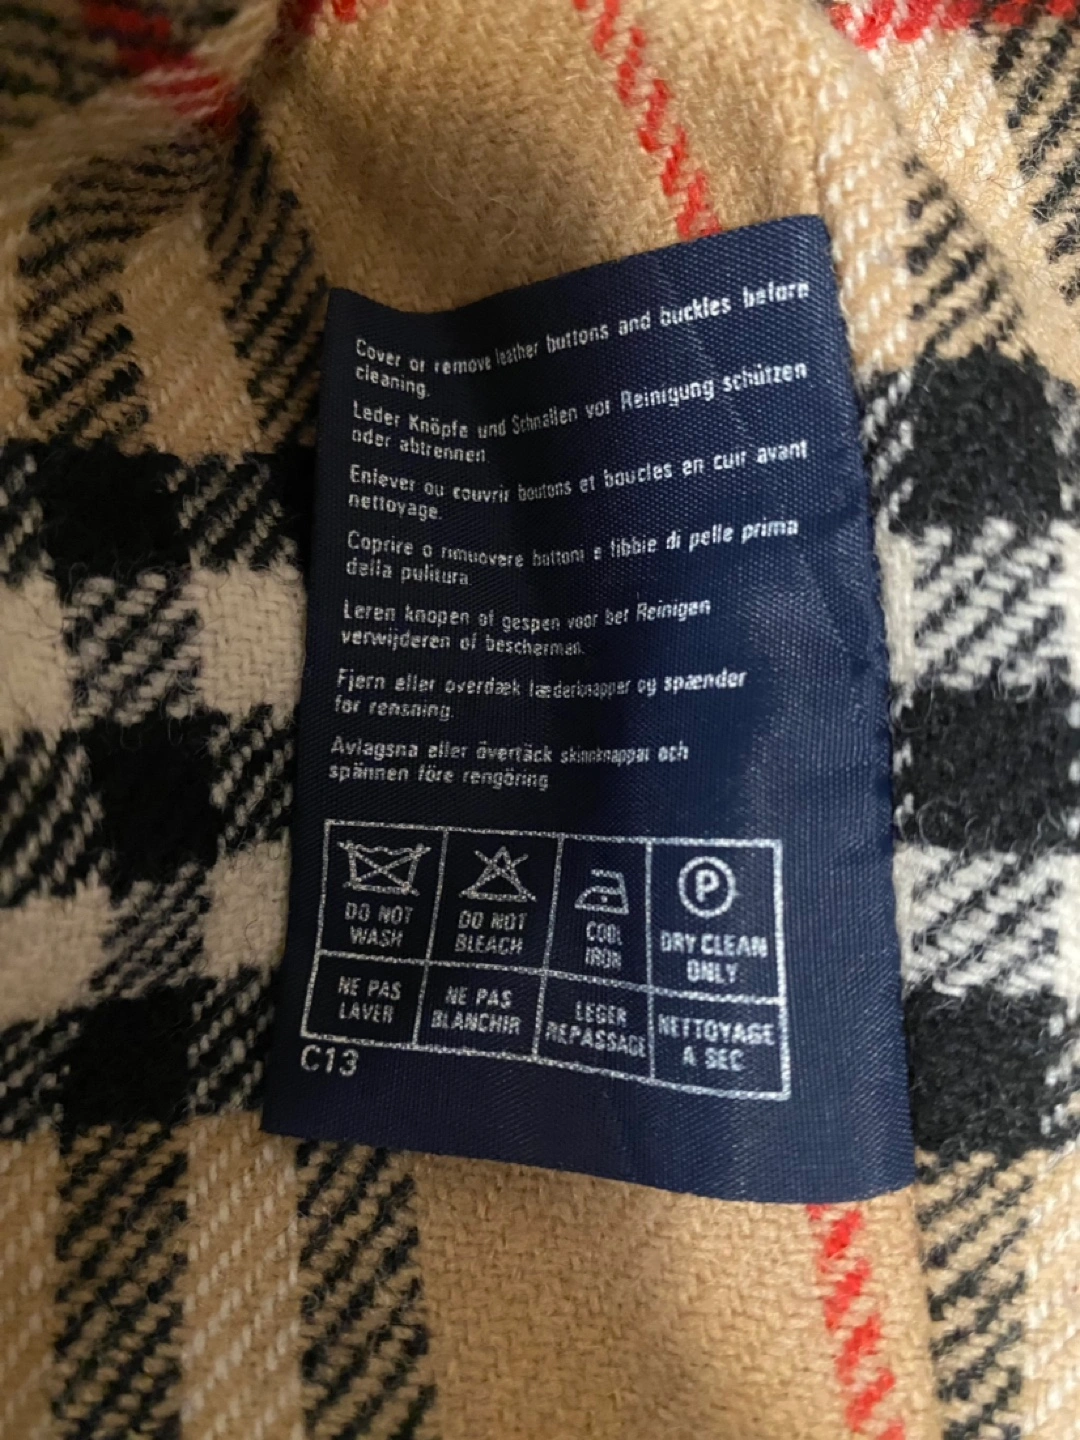 Cover or remove leather buttons and buckles before
cleaning.
Leder Knöpfe und Schnallen vor Reinigung schützen
oder abtrennen.
Enlever ou couvrir boutons et boucles en cuir avant
nettoyage.
Coprire o rimuovere bottoni e fibbie di pelle prima
della pulitura.
Leren knopen of gespen voor ber Reinigen
verwijderen of bescherman.
Fjern eller overdæk læderknapper og spænder
for rensning.
Avlagsna eller övertäck skinnknappar och
spännen före rengöring
DO NOT
WASH
DO NOT
BLEACH
COOL
IRON
P
DRY CLEAN
ONLY
NE PAS
LAVER
NE PAS
BLANCHIR
LEGER
REPASSAGE
NETTOYAGE
A SEC
C13